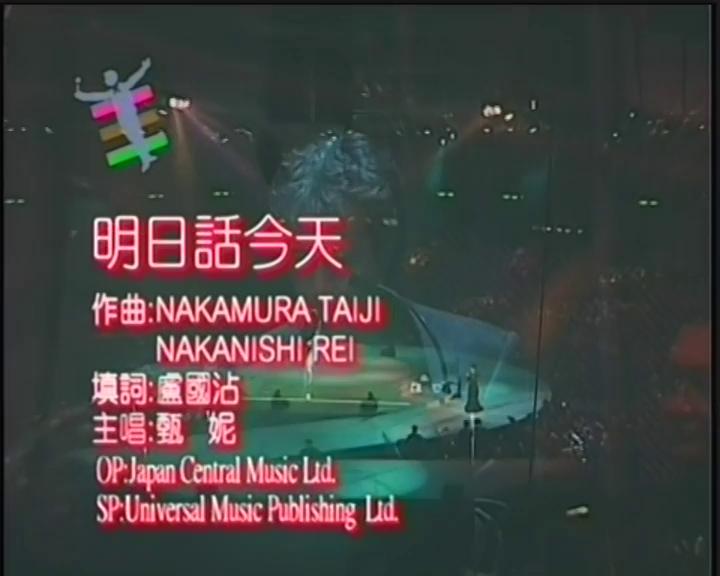 明日話今天
作曲:NAKAMURA TAIJI
NAKANISHI REI
填詞:盧國沾
主唱:甄 妮
OP:Japan Central Music Ltd.
SP:Universal Music Publishing Ltd.